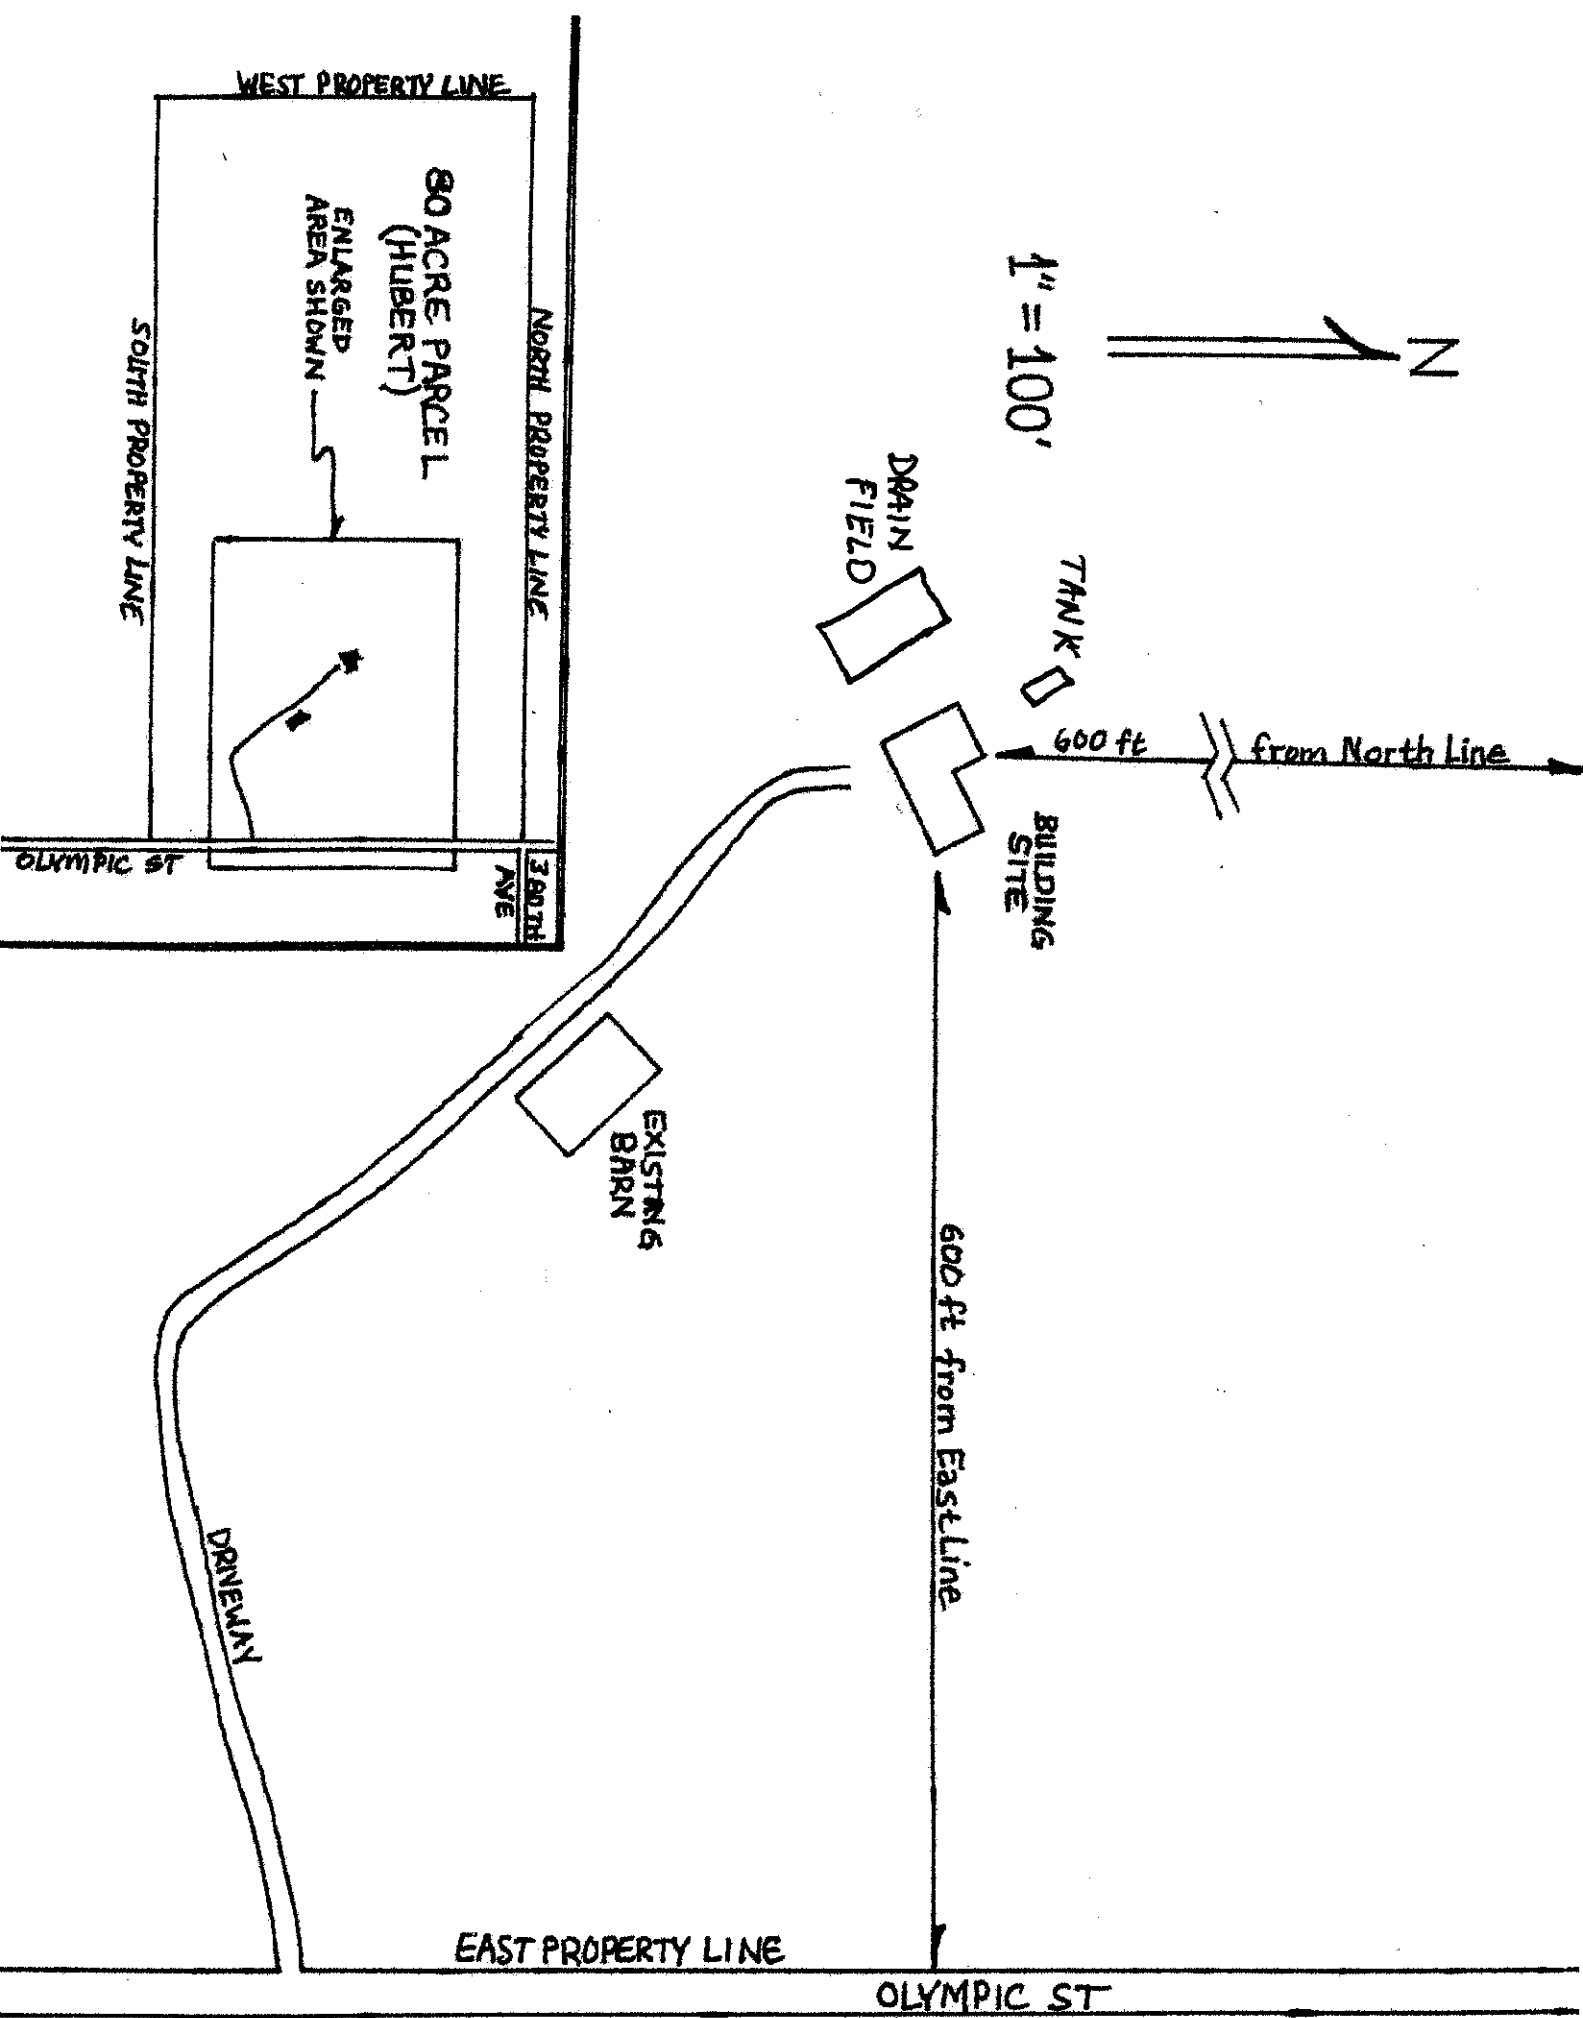 WEST PROPERTY LINE
NORTH PROPERTY LINE
80 ACRE PARCEL
(HUBERT)
ENLARGED
AREA SHOWN
SOUTH PROPERTY LINE
OLYMPIC ST
380TH
AVE
N
1" = 100'
DRAIN
FIELD
TANK
600 ft
from North Line
BUILDING
SITE
EXISTING
BARN
600 ft from East Line
DRIVEWAY
EAST PROPERTY LINE
OLYMPIC ST